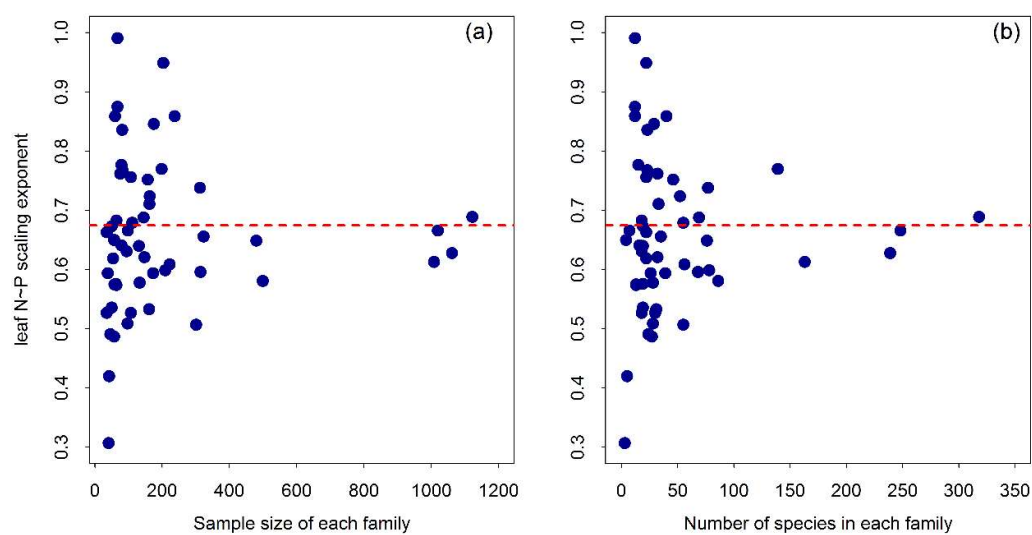 (a)
(b)
leaf N~P scaling exponent
1.0
0.9
0.8
0.7
0.6
0.5
0.4
0.3
0 200 400 600 800 1000 1200
0 50 100 150 200 250 300 350
Sample size of each family
Number of species in each family
1.0
0.9
0.8
0.7
0.6
0.5
0.4
0.3